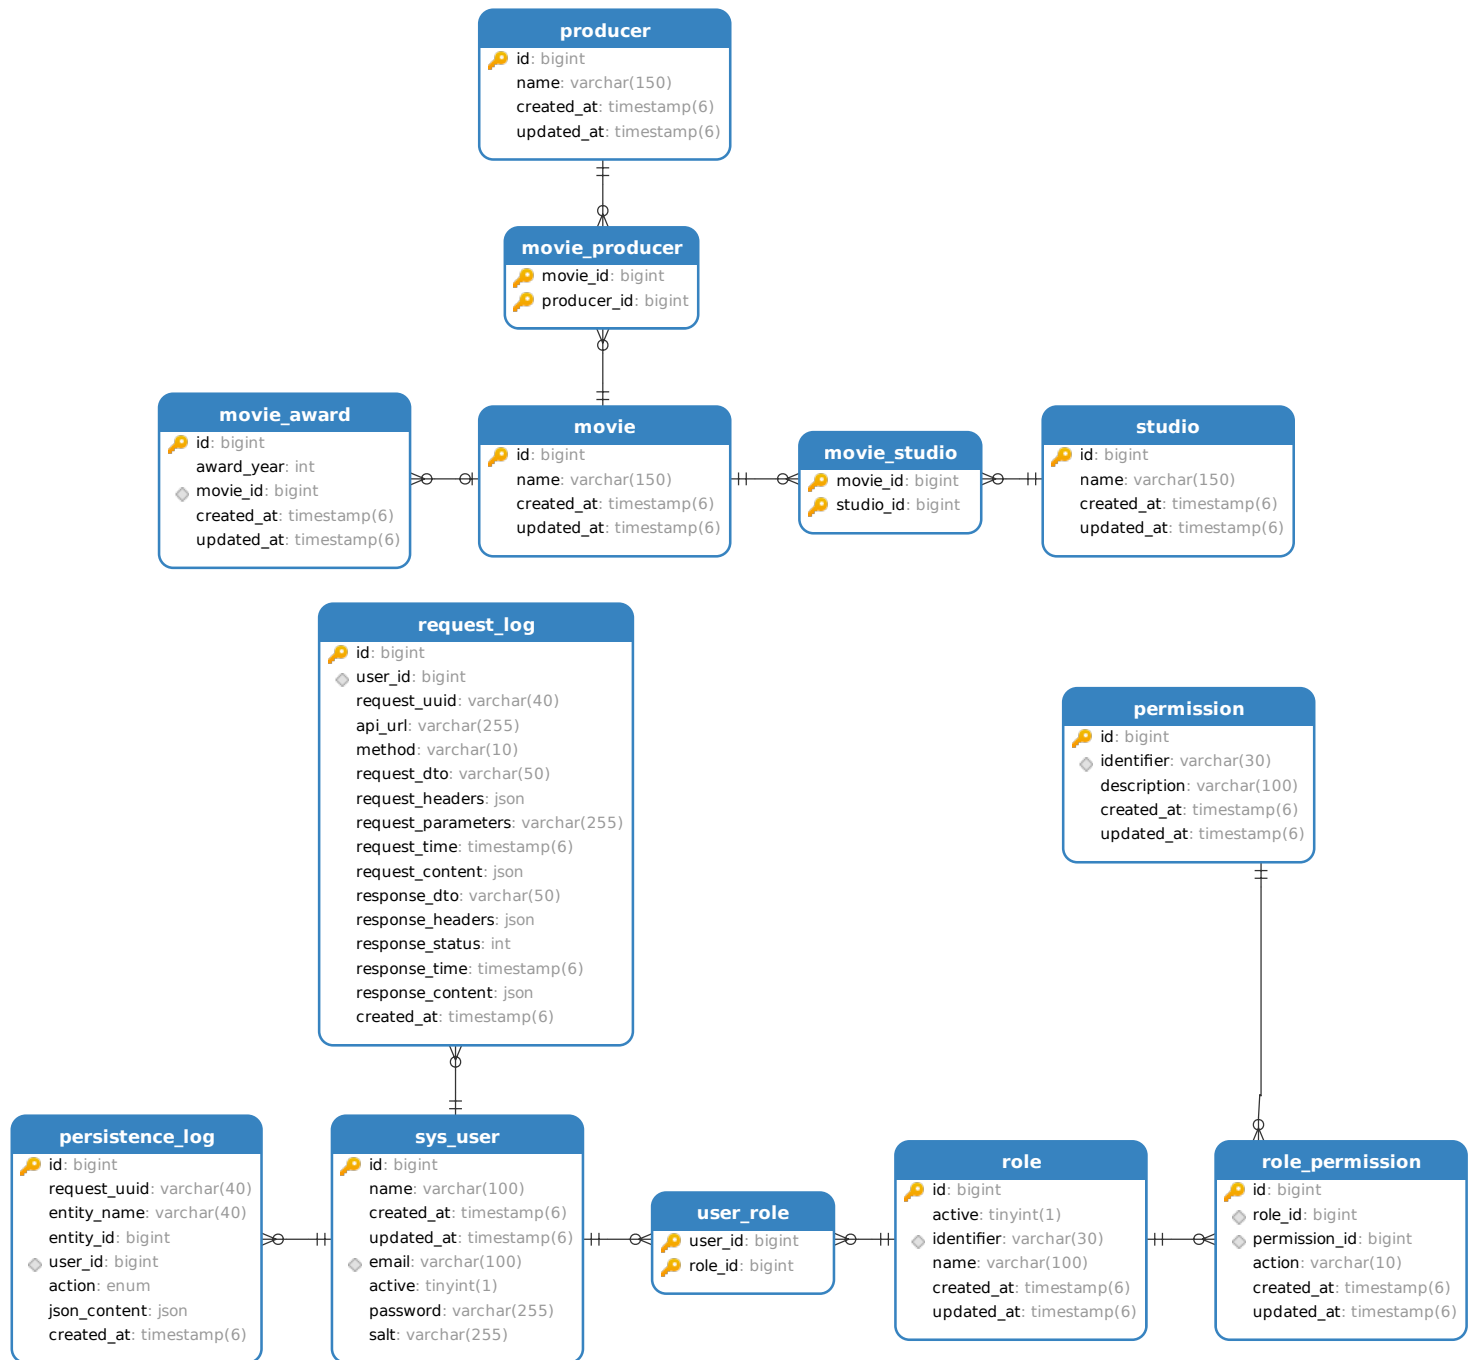 producer
id: bigint
name: varchar(150)
created_at: timestamp(6)
updated_at: timestamp(6)
movie_producer
movie_id: bigint
producer_id: bigint
movie_award
id: bigint
award_year: int
movie_id: bigint
created_at: timestamp(6)
updated_at: timestamp(6)
movie
id: bigint
name: varchar(150)
created_at: timestamp(6)
updated_at: timestamp(6)
movie_studio
movie_id: bigint
studio_id: bigint
studio
id: bigint
name: varchar(150)
created_at: timestamp(6)
updated_at: timestamp(6)
request_log
id: bigint
user_id: bigint
request_uuid: varchar(40)
api_url: varchar(255)
method: varchar(10)
request_dto: varchar(50)
request_headers: json
request_parameters: varchar(255)
request_time: timestamp(6)
request_content: json
response_dto: varchar(50)
response_headers: json
response_status: int
response_time: timestamp(6)
response_content: json
created_at: timestamp(6)
permission
id: bigint
identifier: varchar(30)
description: varchar(100)
created_at: timestamp(6)
updated_at: timestamp(6)
persistence_log
id: bigint
request_uuid: varchar(40)
entity_name: varchar(40)
entity_id: bigint
user_id: bigint
action: enum
json_content: json
created_at: timestamp(6)
sys_user
id: bigint
name: varchar(100)
created_at: timestamp(6)
updated_at: timestamp(6)
email: varchar(100)
active: tinyint(1)
password: varchar(255)
salt: varchar(255)
user_role
user_id: bigint
role_id: bigint
role
id: bigint
active: tinyint(1)
identifier: varchar(30)
name: varchar(100)
created_at: timestamp(6)
updated_at: timestamp(6)
role_permission
id: bigint
role_id: bigint
permission_id: bigint
action: varchar(10)
created_at: timestamp(6)
updated_at: timestamp(6)